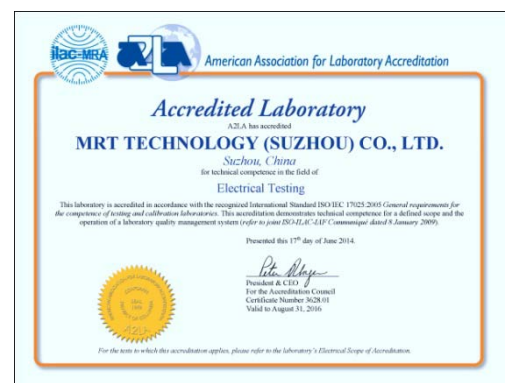 ilac-MRA
A2LA
American Association for Laboratory Accreditation
Accredited Laboratory
A2LA has accredited
MRT TECHNOLOGY (SUZHOU) CO., LTD.
Suzhou, China
for technical competence in the field of
Electrical Testing
This laboratory is accredited in accordance with the recognized International Standard ISO/IEC 17025:2005 General requirements for
the competence of testing and calibration laboratories. This accreditation demonstrates technical competence for a defined scope and the
operation of a laboratory quality management system (refer to joint ISO-ILAC-IAF Communiqué dated 8 January 2009).
Presented this 17th day of June 2014.
President & CEO
For the Accreditation Council
Certificate Number 3628.01
Valid to August 31, 2016
A2LA
For the tests to which this accreditation applies, please refer to the laboratory's Electrical Scope of Accreditation.